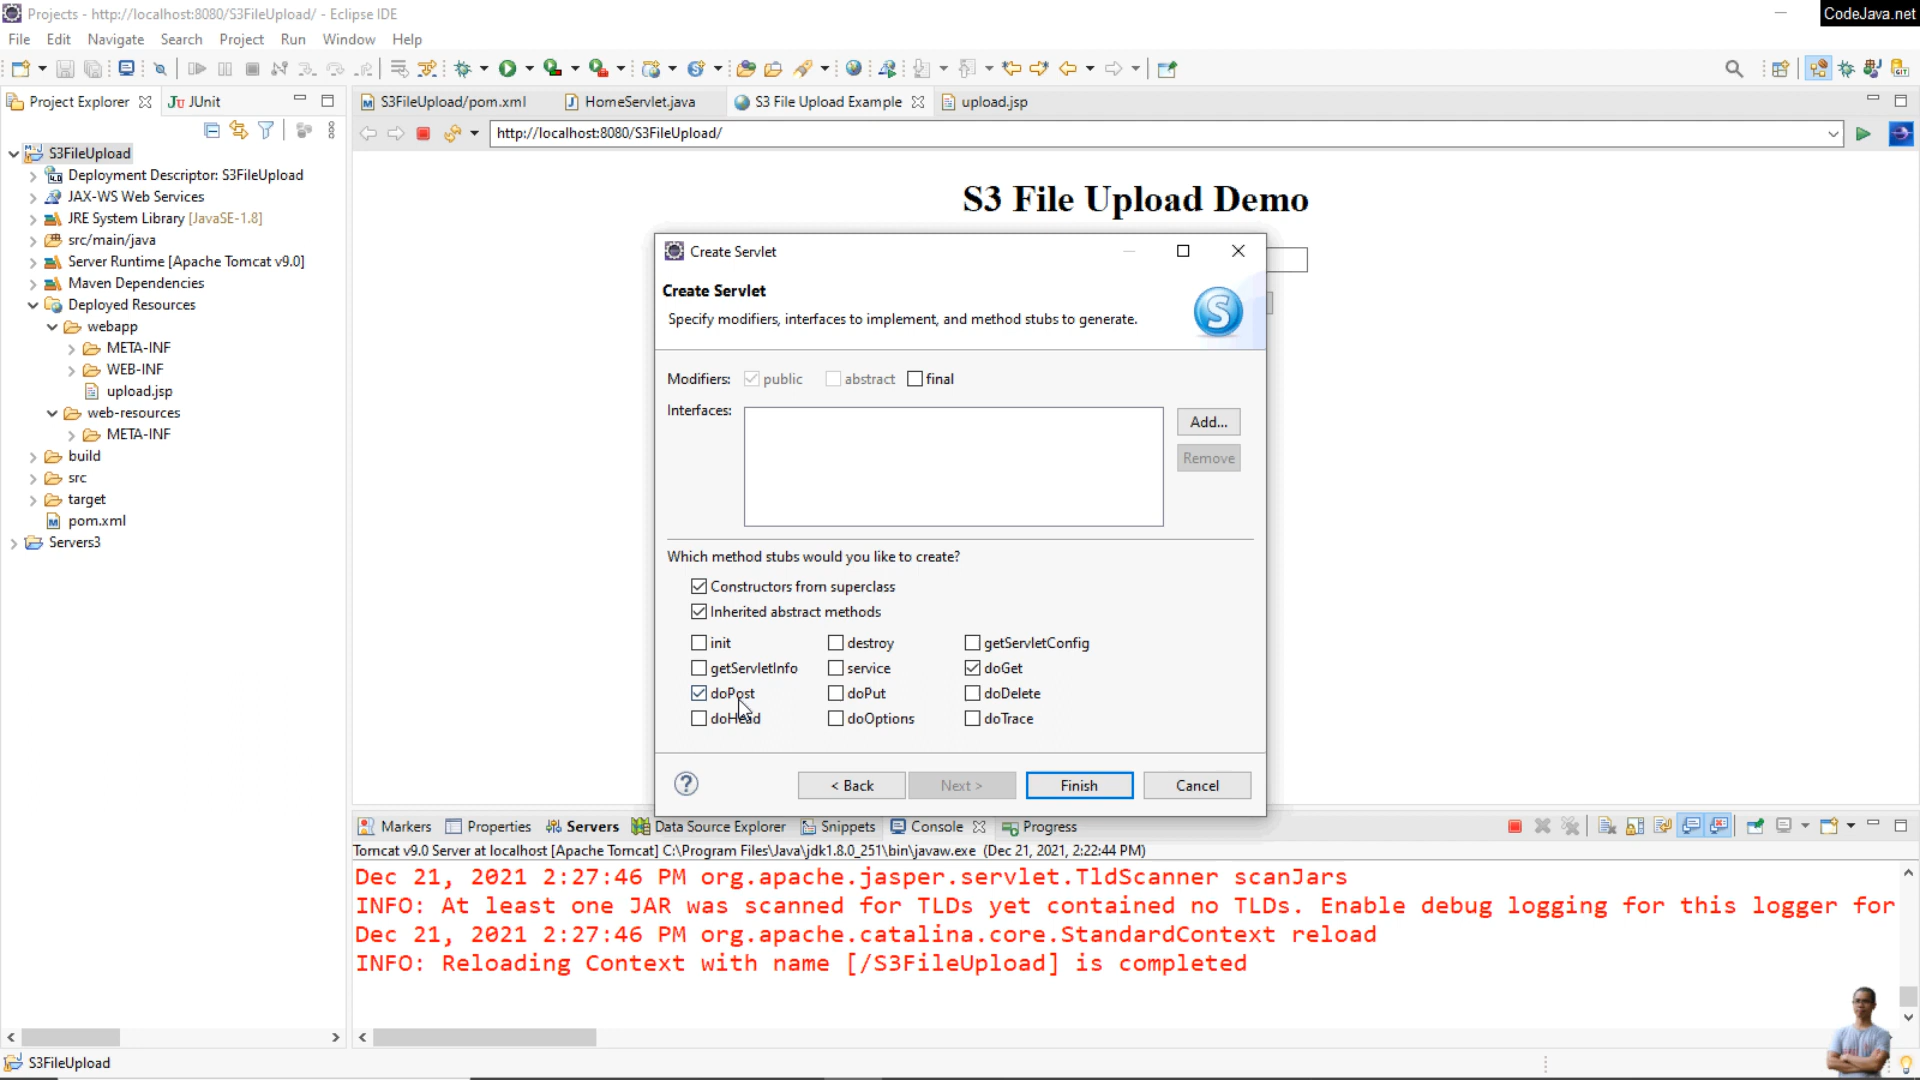 Projects - http://localhost:8080/S3FileUpload/ - Eclipse IDE
CodeJava.net
File Edit Navigate Search Project Run Window Help
Project Explorer
JUnit
S3FileUpload/pom.xml
HomeServlet.java
S3 File Upload Example
upload.jsp
http://localhost:8080/S3FileUpload/
S3FileUpload
Deployment Descriptor: S3FileUpload
JAX-WS Web Services
JRE System Library [JavaSE-1.8]
src/main/java
Server Runtime [Apache Tomcat v9.0]
Maven Dependencies
Deployed Resources
webapp
META-INF
WEB-INF
upload.jsp
web-resources
META-INF
build
src
target
pom.xml
Servers3
S3 File Upload Demo
Create Servlet
Create Servlet
Specify modifiers, interfaces to implement, and method stubs to generate.
Modifiers: public abstract final
Interfaces:
Add...
Remove
Which method stubs would you like to create?
Constructors from superclass
Inherited abstract methods
init destroy getServletConfig
getServletInfo service doGet
doPost doPut doDelete
doHead doOptions doTrace
< Back Next > Finish Cancel
Markers Properties Servers Data Source Explorer Snippets Console Progress
Tomcat v9.0 Server at localhost [Apache Tomcat] C:\Program Files\Java\jdk1.8.0_251\bin\javaw.exe (Dec 21, 2021, 2:22:44 PM)
Dec 21, 2021 2:27:46 PM org.apache.jasper.servlet.TldScanner scanJars
INFO: At least one JAR was scanned for TLDs yet contained no TLDs. Enable debug logging for this logger for
Dec 21, 2021 2:27:46 PM org.apache.catalina.core.StandardContext reload
INFO: Reloading Context with name [/S3FileUpload] is completed
S3FileUpload